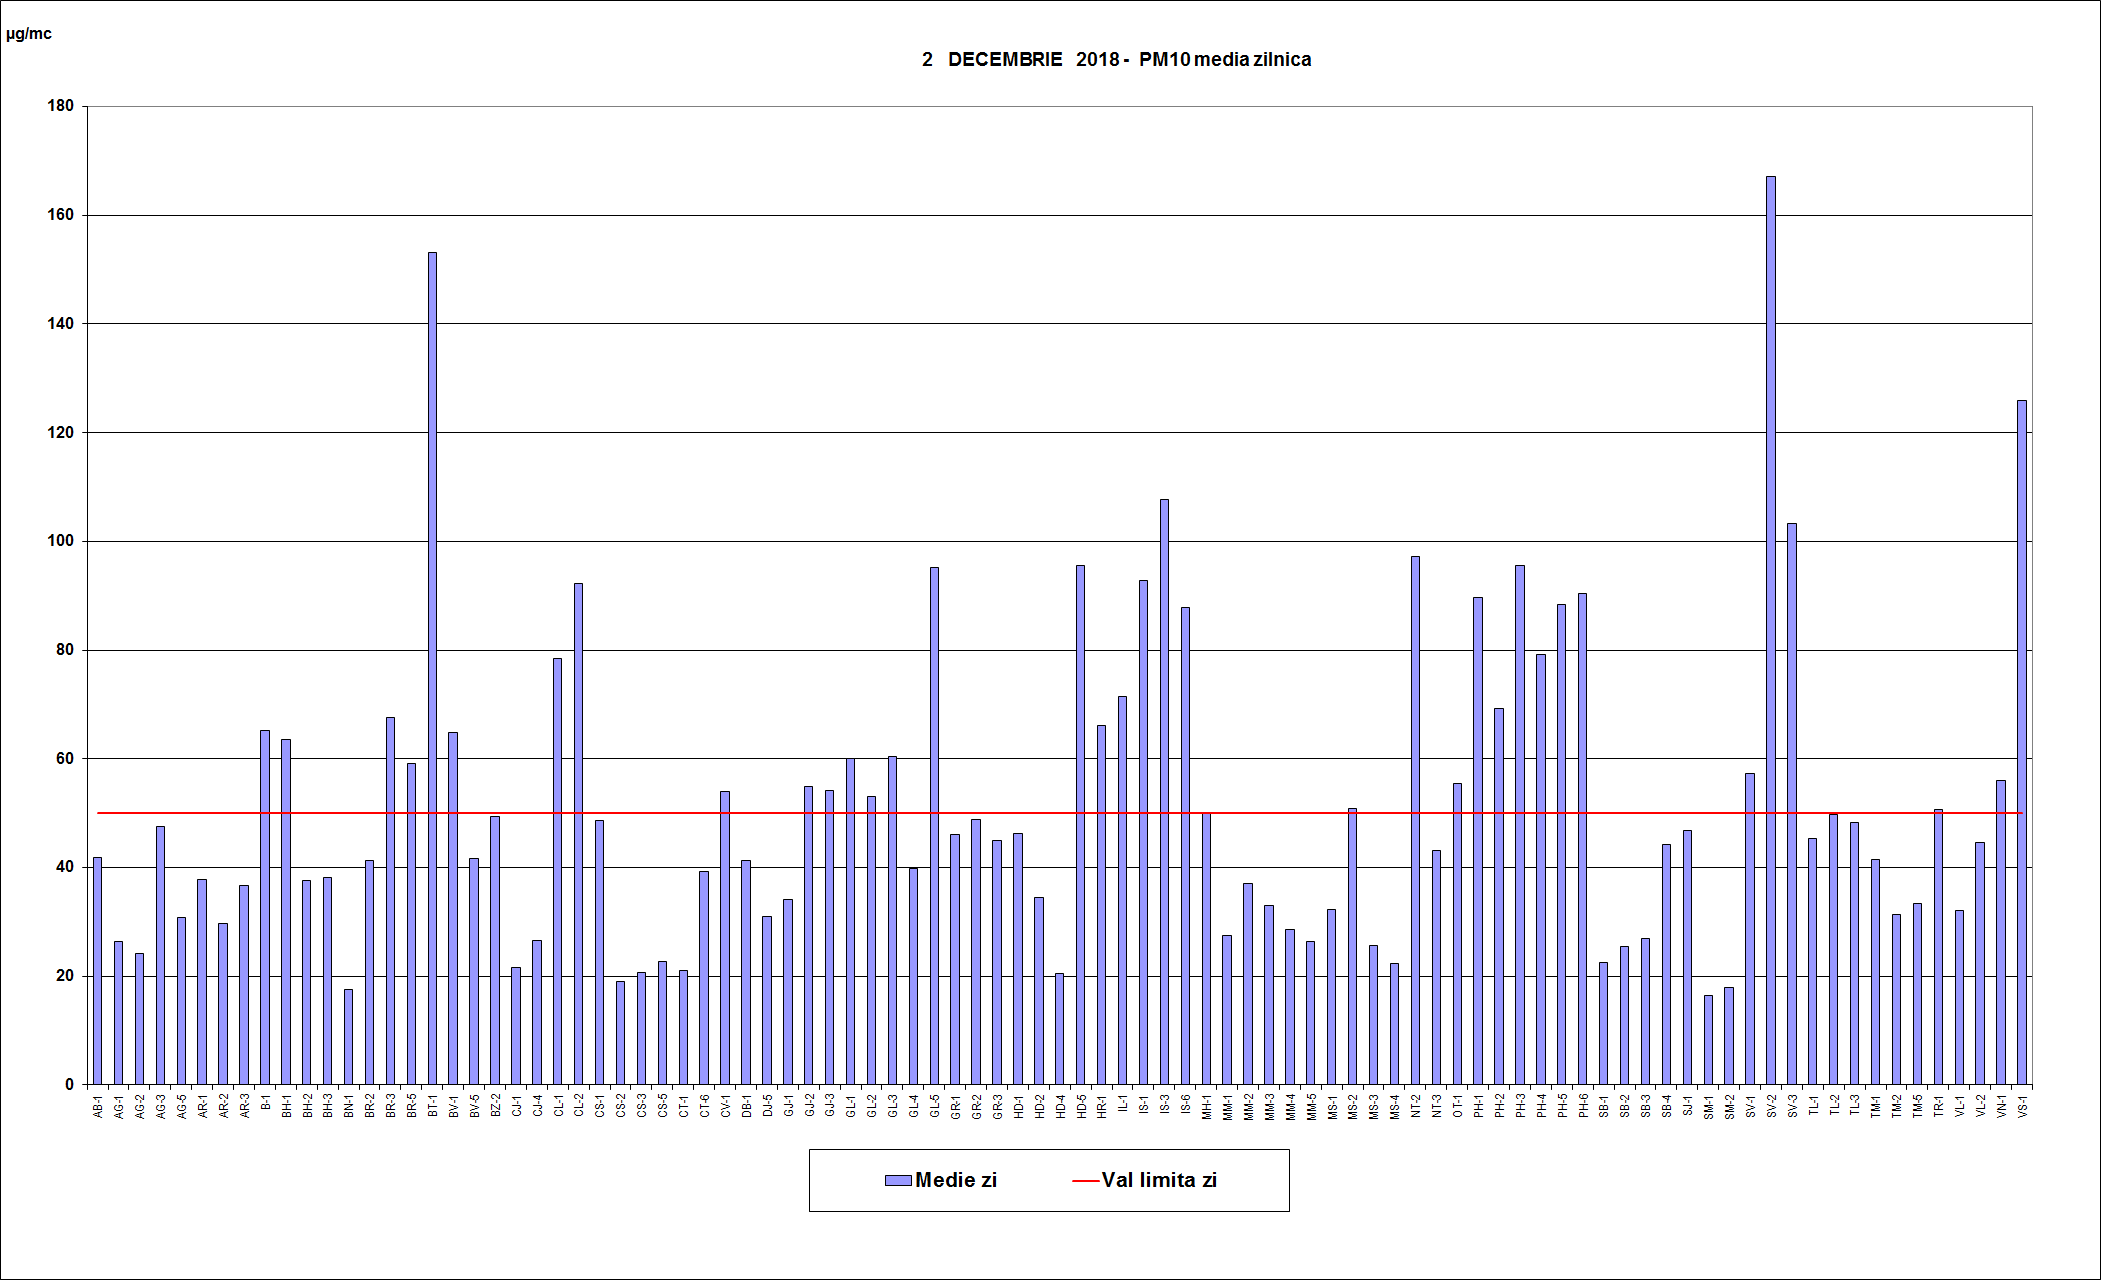 µg/mc
2 DECEMBRIE 2018 - PM10 media zilnica
180
160
140
120
100
80
60
40
20
0
AB-1 AG-1 AG-2 AG-3 AG-5 AR-1 AR-2 AR-3 B-1 BH-1 BH-2 BH-3 BN-1 BR-2 BR-3 BR-5 BT-1 BV-1 BV-5 BZ-2 CJ-1 CJ-4 CL-1 CL-2 CS-1 CS-2 CS-3 CS-5 CT-1 CT-6 CV-1 DB-1 DJ-5 GJ-1 GJ-2 GJ-3 GL-1 GL-2 GL-3 GL-4 GL-5 GR-1 GR-2 GR-3 HD-1 HD-2 HD-4 HD-5 HR-1 IL-1 IS-1 IS-3 IS-6 MH-1 MM-1 MM-2 MM-3 MM-4 MM-5 MS-1 MS-2 MS-3 MS-4 NT-2 NT-3 OT-1 PH-1 PH-2 PH-3 PH-4 PH-5 PH-6 SB-1 SB-2 SB-3 SB-4 SJ-1 SM-1 SM-2 SV-1 SV-2 SV-3 TL-1 TL-2 TL-3 TM-1 TM-2 TM-5 TR-1 VL-1 VL-2 VN-1 VS-1
Medie zi Val limita zi